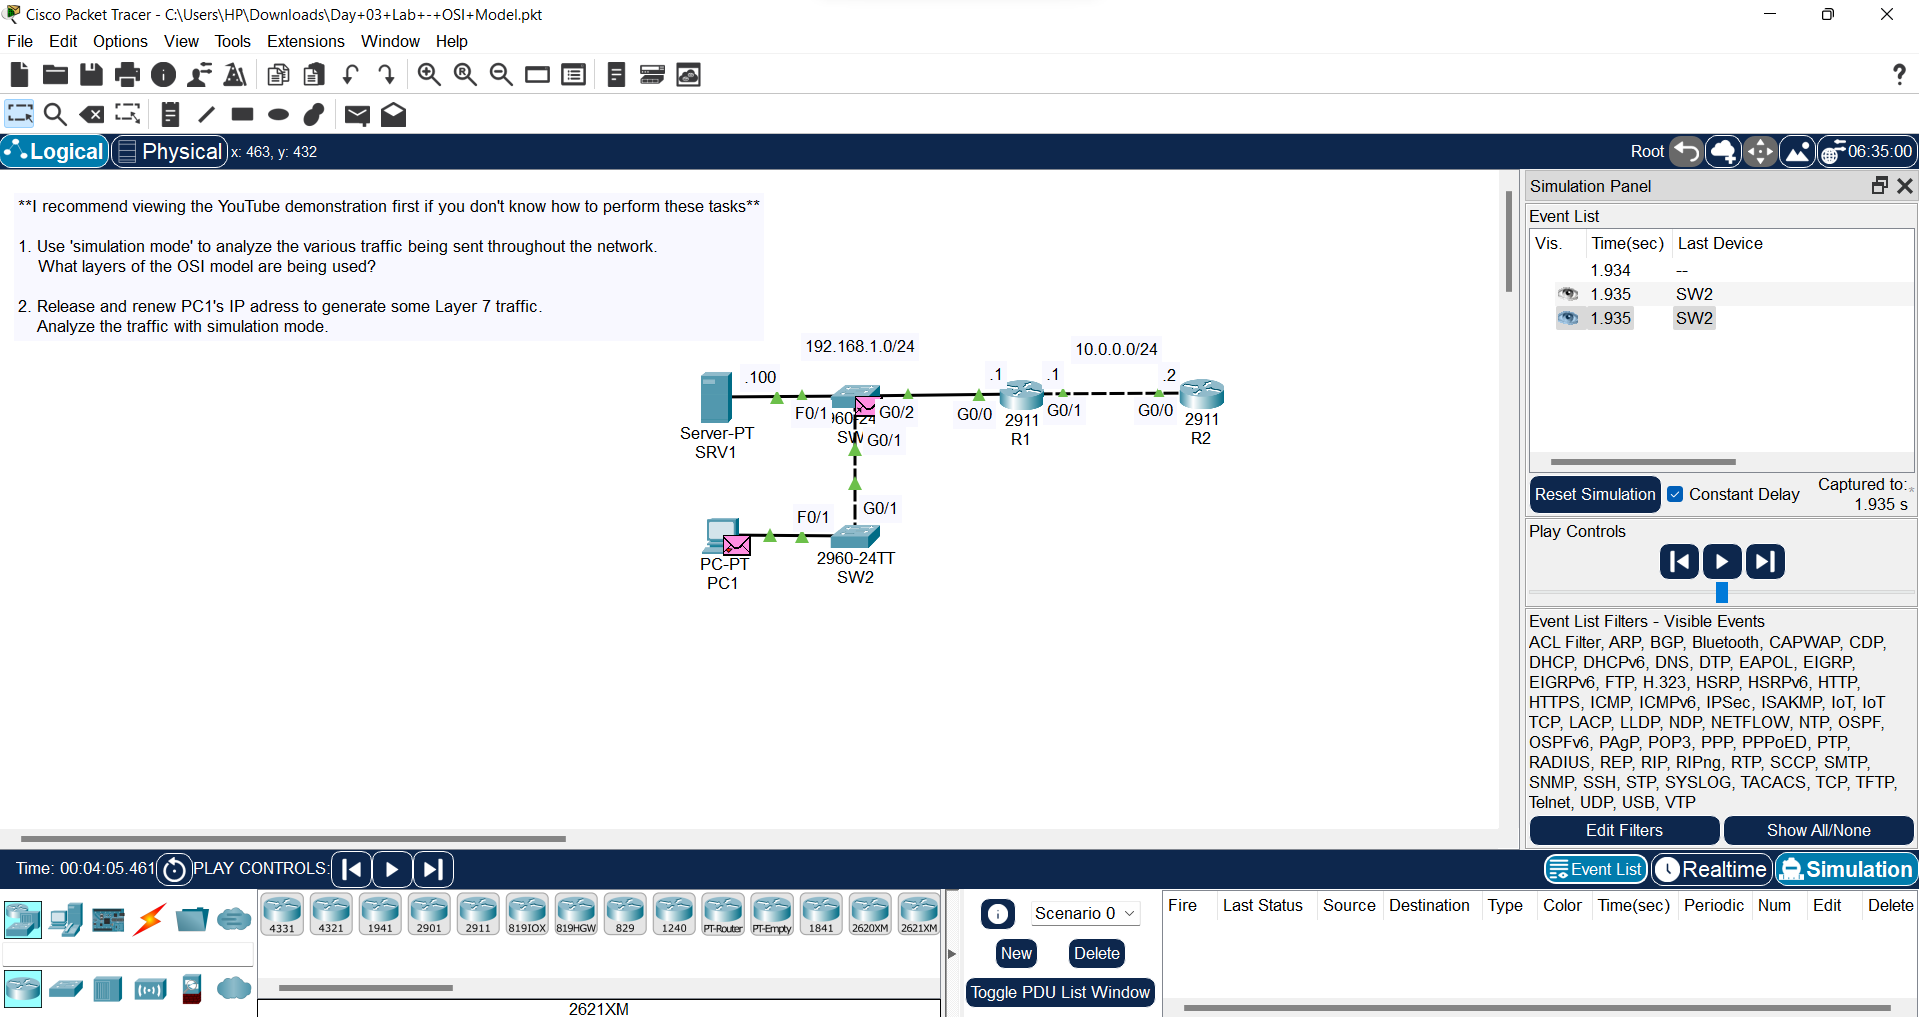 Cisco Packet Tracer - C:\Users\HP\Downloads\Day+03+Lab+-+OSI+Model.pkt
File Edit Options View Tools Extensions Window Help
Logical Physical x: 463, y: 432 Root 06:35:00
**I recommend viewing the YouTube demonstration first if you don't know how to perform these tasks**
1. Use 'simulation mode' to analyze the various traffic being sent throughout the network.
What layers of the OSI model are being used?
2. Release and renew PC1's IP adress to generate some Layer 7 traffic.
Analyze the traffic with simulation mode.
192.168.1.0/24
10.0.0.0/24
.100
.1
.1
.2
F0/1
G0/2
G0/0
G0/1
G0/0
Server-PT
SRV1
SW
G0/1
2911
R1
2911
R2
F0/1
G0/1
PC-PT
PC1
2960-24TT
SW2
Simulation Panel
Event List
Vis. Time(sec) Last Device
1.934 --
1.935 SW2
1.935 SW2
Reset Simulation Constant Delay Captured to:
1.935 s
Play Controls
Event List Filters - Visible Events
ACL Filter, ARP, BGP, Bluetooth, CAPWAP, CDP,
DHCP, DHCPv6, DNS, DTP, EAPOL, EIGRP,
EIGRPv6, FTP, H.323, HSRP, HSRPv6, HTTP,
HTTPS, ICMP, ICMPv6, IPSec, ISAKMP, IoT, IoT
TCP, LACP, LLDP, NDP, NETFLOW, NTP, OSPF,
OSPFv6, PAgP, POP3, PPP, PPPoED, PTP,
RADIUS, REP, RIP, RIPng, RTP, SCCP, SMTP,
SNMP, SSH, STP, SYSLOG, TACACS, TCP, TFTP,
Telnet, UDP, USB, VTP
Edit Filters Show All/None
Time: 00:04:05.461 PLAY CONTROLS: Event List Realtime Simulation
4331 4321 1941 2901 2911 819IOX 819HGW 829 1240 PT-Router PT-Empty 1841 2620XM 2621XM
2621XM
Scenario 0
New Delete
Toggle PDU List Window
Fire Last Status Source Destination Type Color Time(sec) Periodic Num Edit Delete